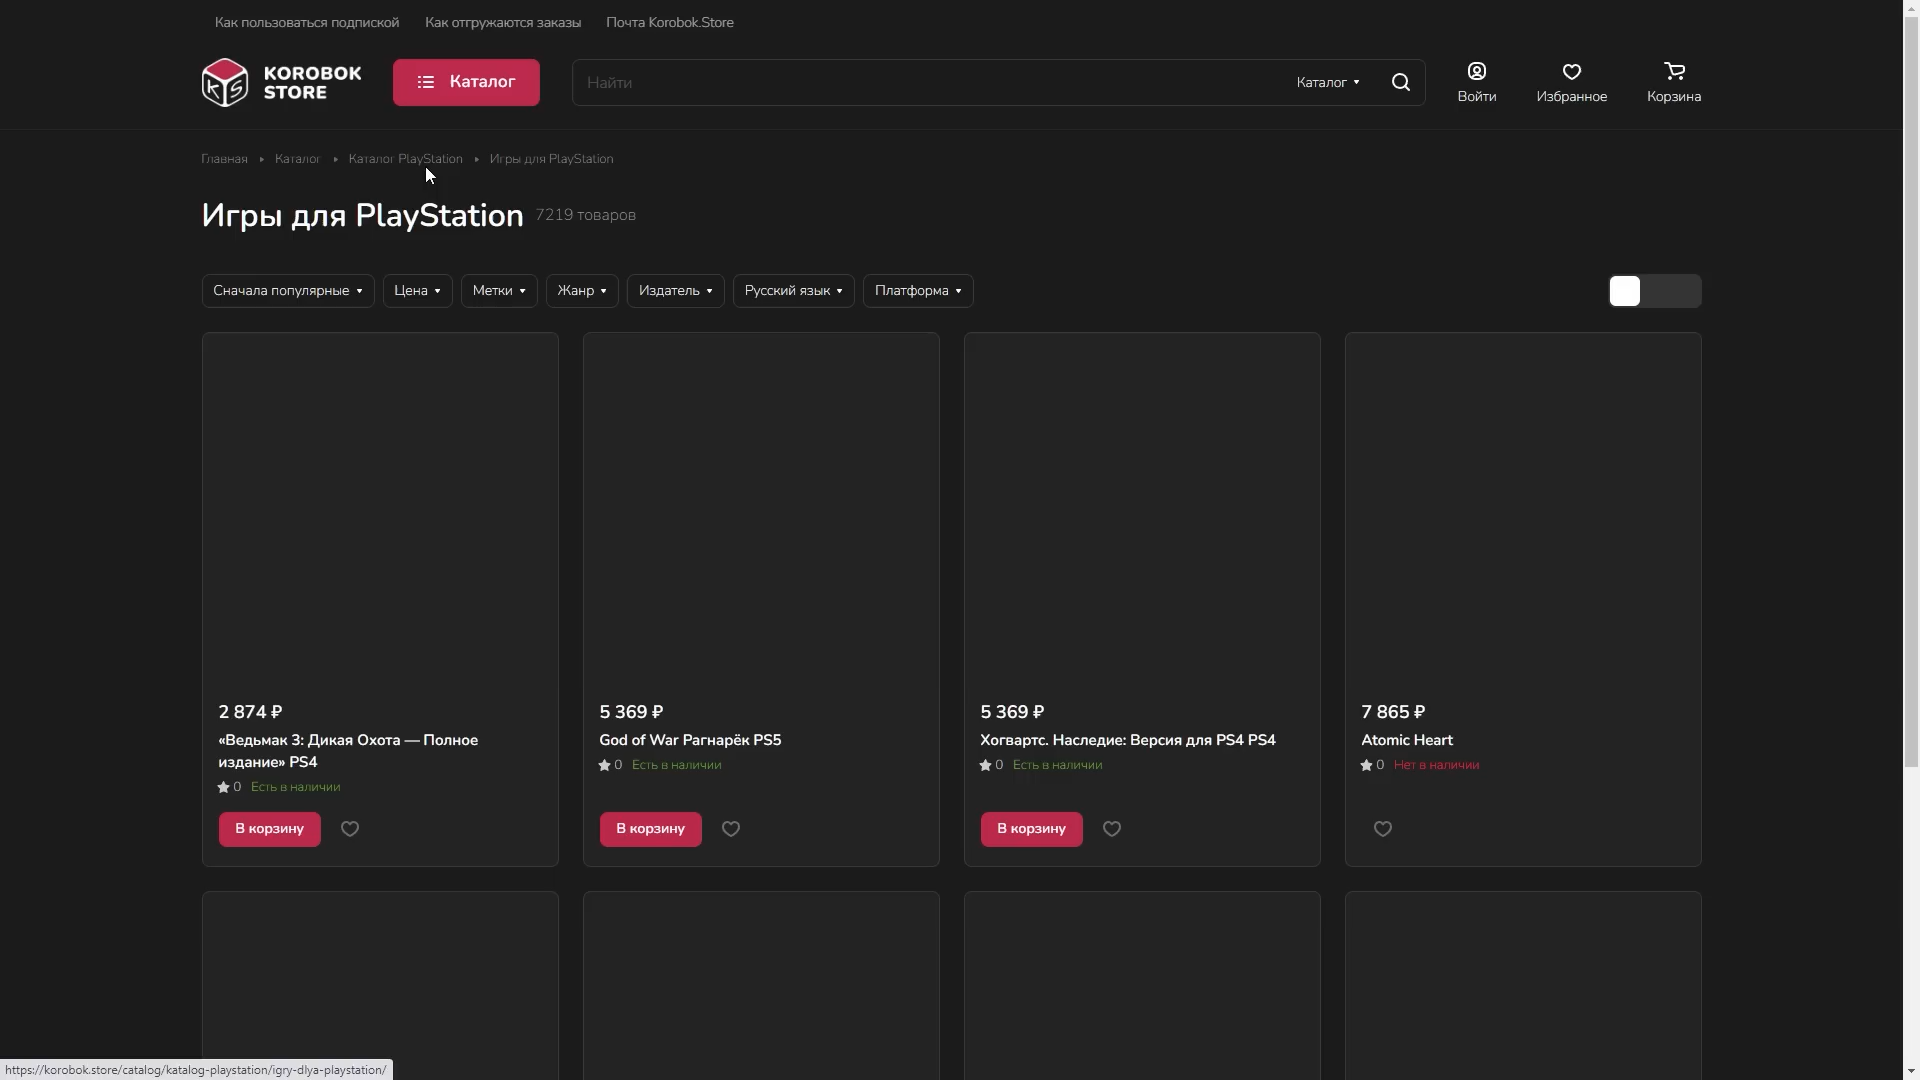 Как пользоваться подпиской Как отгружаются заказы Почта Korobok.Store
KYS
KOROBOK
STORE
Каталог
Найти
Каталог
Войти
Избранное
Корзина
Главная Каталог Каталог PlayStation Игры для PlayStation
Игры для PlayStation 7219 товаров
Сначала популярные Цена Метки Жанр Издатель Русский язык Платформа
2 874 ₽
«Ведьмак 3: Дикая Охота — Полное
издание» PS4
0 Есть в наличии
В корзину
5 369 ₽
God of War Рагнарёк PS5
0 Есть в наличии
В корзину
5 369 ₽
Хогвартс. Наследие: Версия для PS4 PS4
0 Есть в наличии
В корзину
7 865 ₽
Atomic Heart
0 Нет в наличии
https://korobok.store/catalog/katalog-playstation/igry-dlya-playstation/